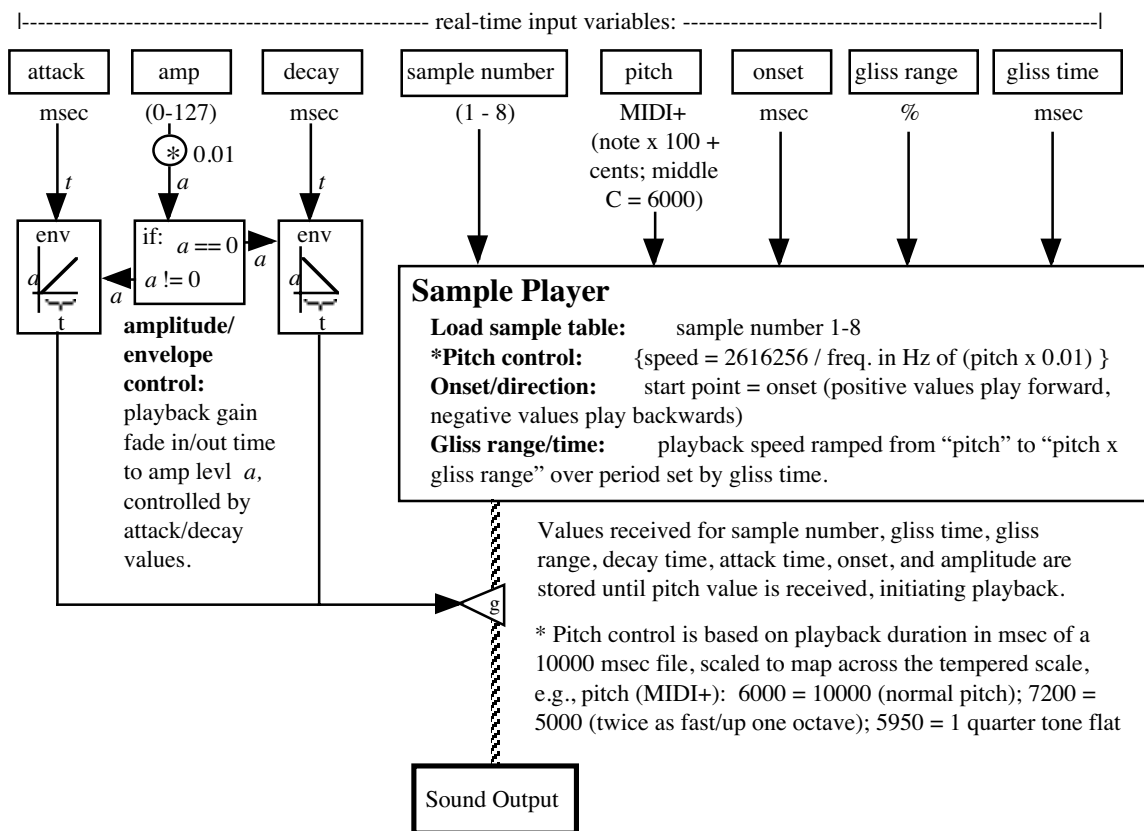 |---------------------------------------------- real-time input variables: -----------------------------------------------|
attack amp decay sample number pitch onset gliss range gliss time
msec (0-127) msec (1 - 8) MIDI+ msec % msec
(note x 100 +
cents; middle
C = 6000)
* 0.01
t a t
env if: a == 0 env
a a != 0 a a a
t t
amplitude/
envelope
control:
playback gain
fade in/out time
to amp levl a,
controlled by
attack/decay
values.
Sample Player
Load sample table: sample number 1-8
*Pitch control: {speed = 2616256 / freq. in Hz of (pitch x 0.01) }
Onset/direction: start point = onset (positive values play forward,
negative values play backwards)
Gliss range/time: playback speed ramped from “pitch” to “pitch x
gliss range” over period set by gliss time.
Values received for sample number, gliss time, gliss
range, decay time, attack time, onset, and amplitude are
stored until pitch value is received, initiating playback.
g
* Pitch control is based on playback duration in msec of a
10000 msec file, scaled to map across the tempered scale,
e.g., pitch (MIDI+): 6000 = 10000 (normal pitch); 7200 =
5000 (twice as fast/up one octave); 5950 = 1 quarter tone flat
Sound Output